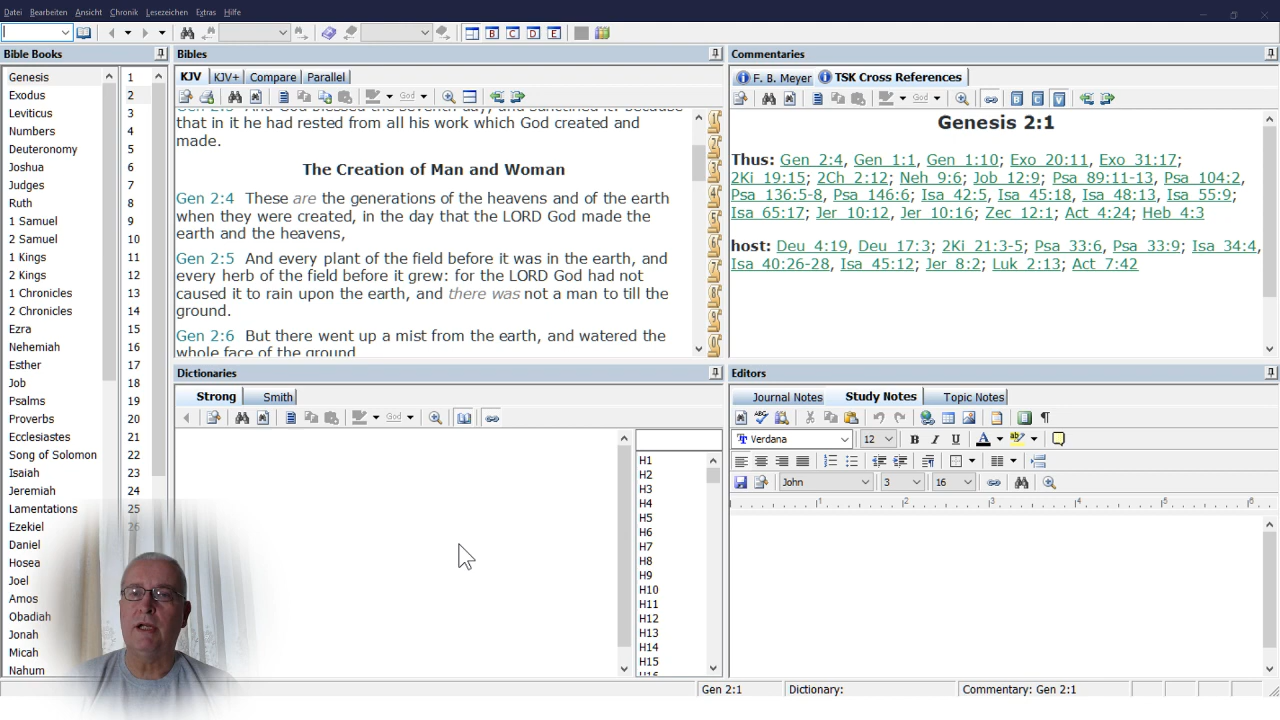 Datei Bearbeiten Ansicht Chronik Lesezeichen Extras Hilfe
B C D E
Bible Books
Genesis
Exodus
Leviticus
Numbers
Deuteronomy
Joshua
Judges
Ruth
1 Samuel
2 Samuel
1 Kings
2 Kings
1 Chronicles
2 Chronicles
Ezra
Nehemiah
Esther
Job
Psalms
Proverbs
Ecclesiastes
Song of Solomon
Isaiah
Jeremiah
Lamentations
Ezekiel
Daniel
Hosea
Joel
Amos
Obadiah
Jonah
Micah
Nahum
1
2
3
4
5
6
7
8
9
10
11
12
13
14
15
16
17
18
19
20
21
22
23
24
25
26
Bibles
KJV KJV+ Compare Parallel
God
that in it he had rested from all his work which God created and
made.
The Creation of Man and Woman
Gen 2:4 These are the generations of the heavens and of the earth
when they were created, in the day that the LORD God made the
earth and the heavens,
Gen 2:5 And every plant of the field before it was in the earth, and
every herb of the field before it grew: for the LORD God had not
caused it to rain upon the earth, and there was not a man to till the
ground.
Gen 2:6 But there went up a mist from the earth, and watered the
whole face of the ground
Commentaries
F. B. Meyer TSK Cross References
God B C V
Genesis 2:1
Thus: Gen 2:4, Gen 1:1, Gen 1:10; Exo 20:11, Exo 31:17;
2Ki 19:15; 2Ch 2:12; Neh 9:6; Job 12:9; Psa 89:11-13, Psa 104:2,
Psa 136:5-8, Psa 146:6; Isa 42:5, Isa 45:18, Isa 48:13, Isa 55:9;
Isa 65:17; Jer 10:12, Jer 10:16; Zec 12:1; Act 4:24; Heb 4:3
host: Deu 4:19, Deu 17:3; 2Ki 21:3-5; Psa 33:6, Psa 33:9; Isa 34:4,
Isa 40:26-28, Isa 45:12; Jer 8:2; Luk 2:13; Act 7:42
Dictionaries
Strong Smith
God
H1
H2
H3
H4
H5
H6
H7
H8
H9
H10
H11
H12
H13
H14
H15
Editors
Journal Notes Study Notes Topic Notes
Verdana 12 B I U A ab
John 3 16
1 2 3 4 5 6
Gen 2:1 Dictionary: Commentary: Gen 2:1